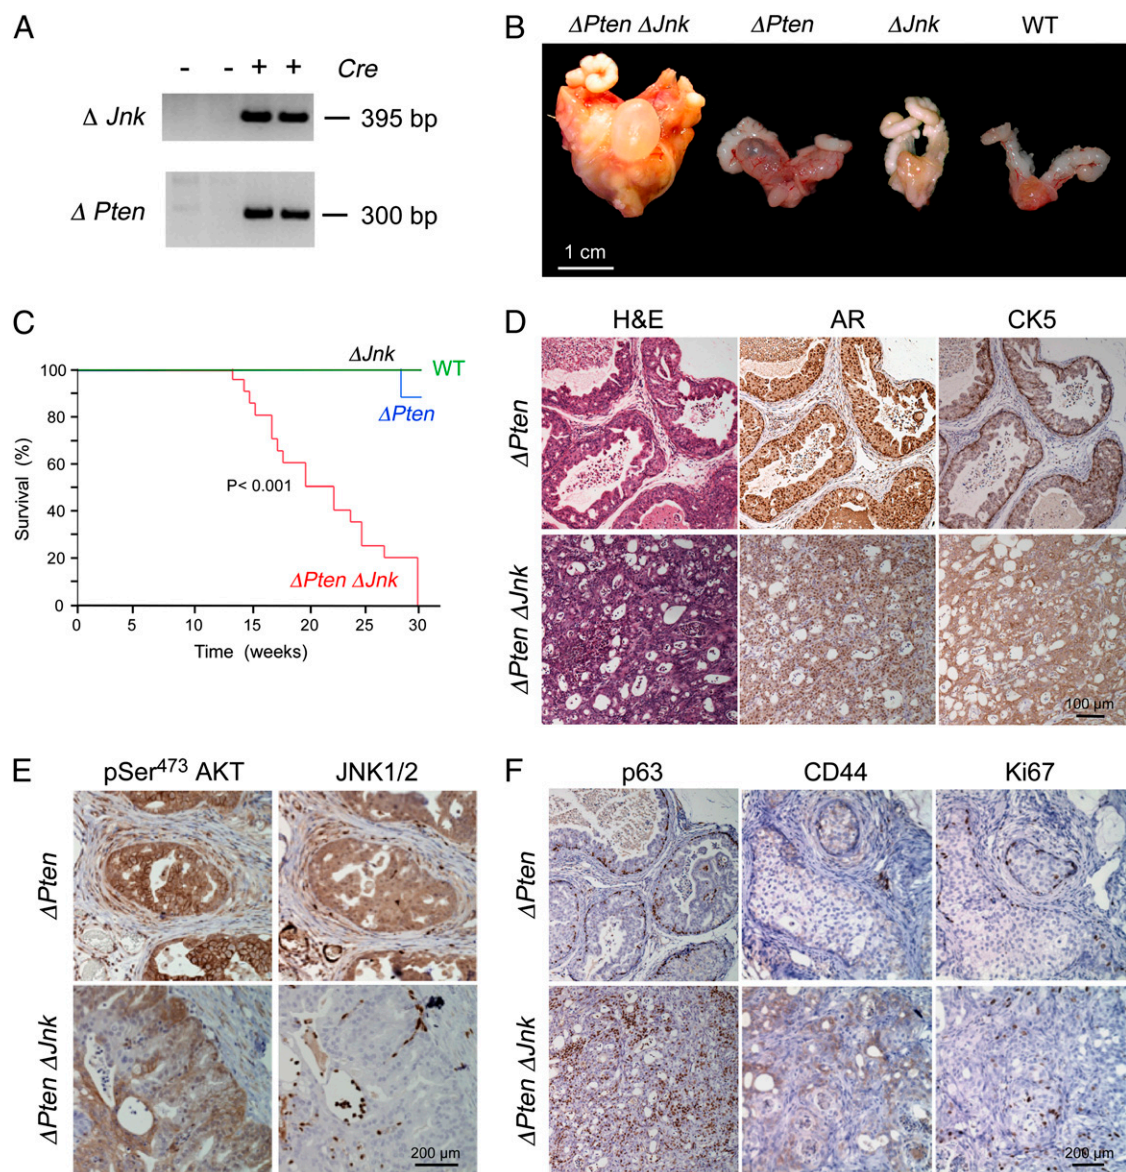 A
- - + + Cre
Δ Jnk
395 bp
Δ Pten
300 bp
B
ΔPten ΔJnk ΔPten ΔJnk WT
1 cm
C
Survival (%)
100
80
60
40
20
0
ΔJnk
WT
ΔPten
P< 0.001
ΔPten ΔJnk
0 5 10 15 20 25 30
Time (weeks)
D
H&E AR CK5
ΔPten
ΔPten ΔJnk
100 µm
E
pSer473 AKT JNK1/2
ΔPten
ΔPten ΔJnk
200 µm
F
p63 CD44 Ki67
ΔPten
ΔPten ΔJnk
200 µm